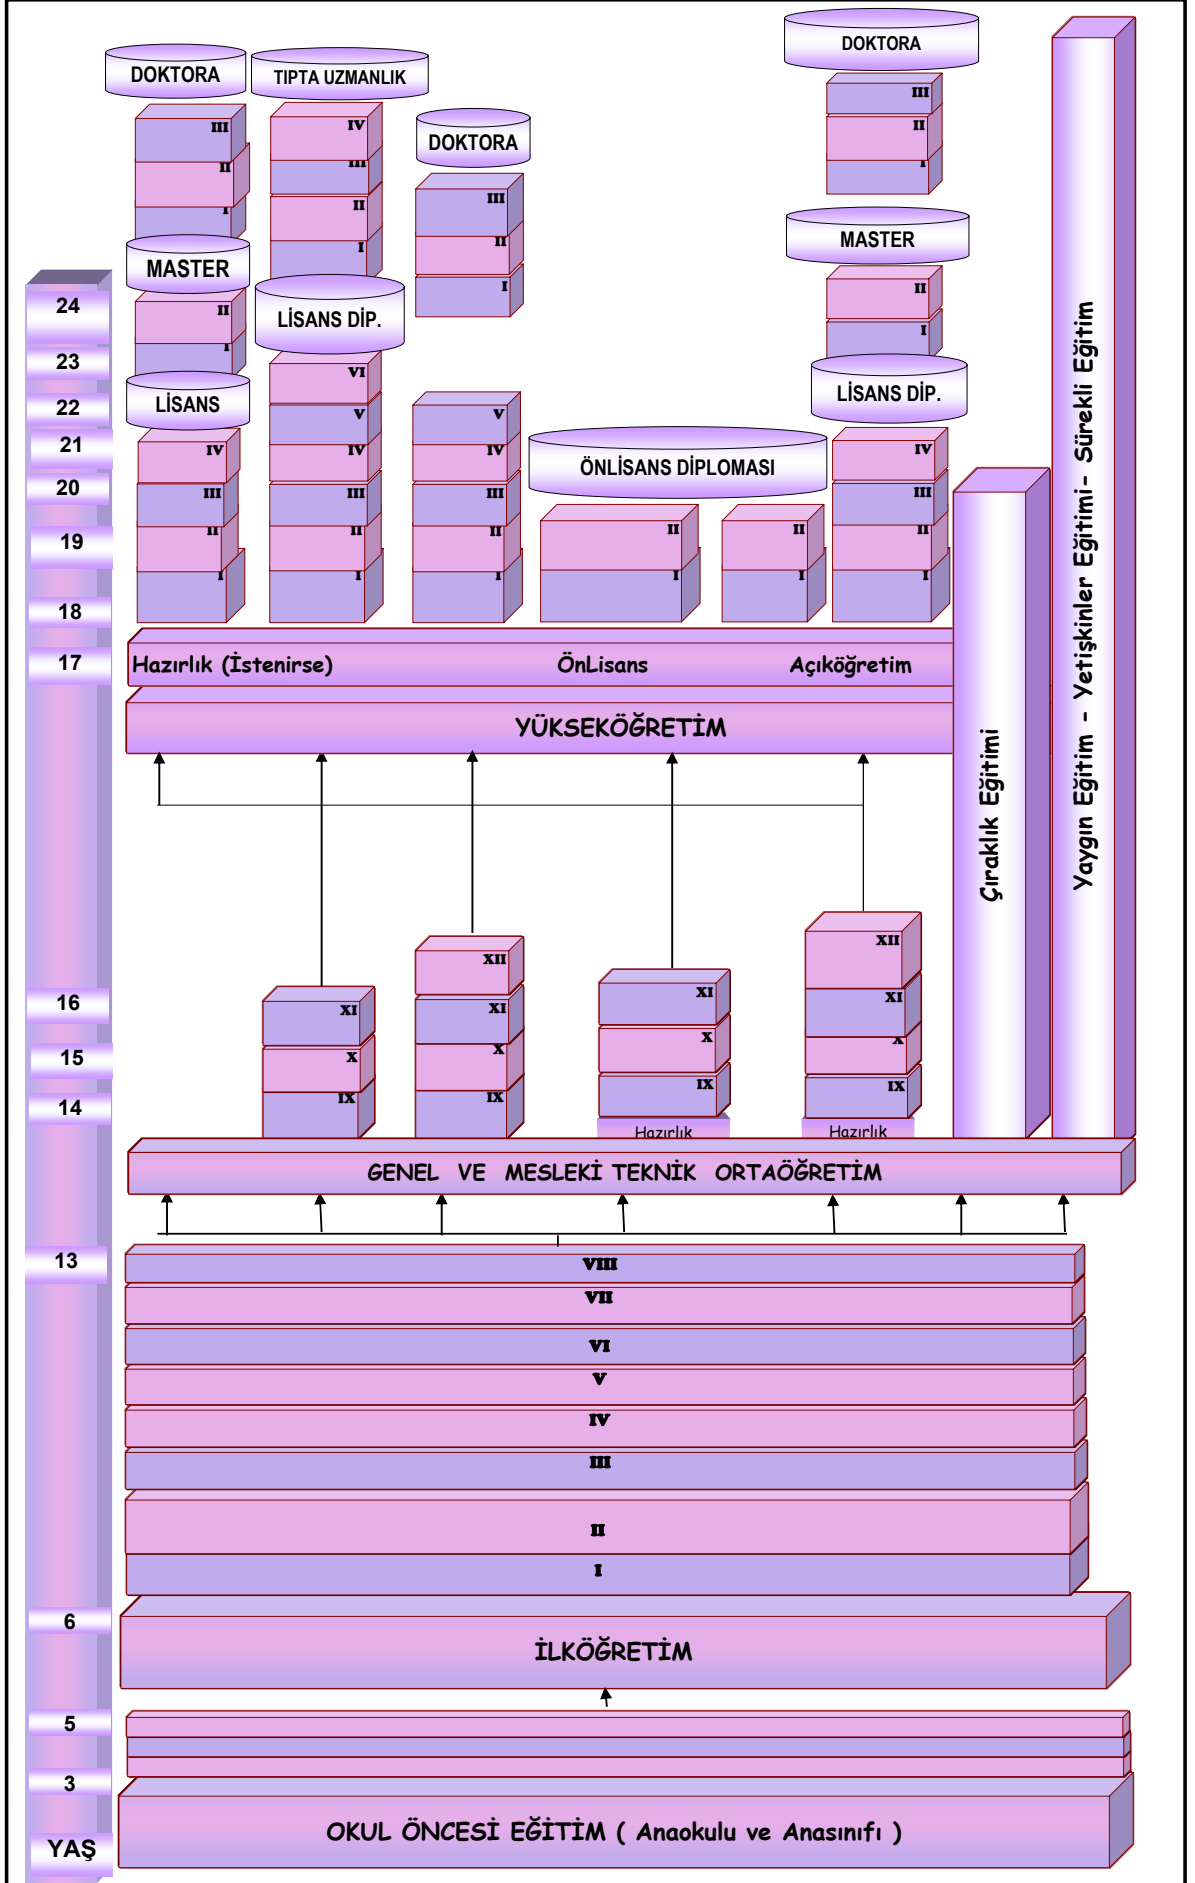 DOKTORA
DOKTORA
TIPTA UZMANLIK
III
IV
III
DOKTORA
II
III
II
II
I
III
I
I
II
MASTER
MASTER
II
I
I
II
24
LİSANS DİP.
II
I
I
23
VI
LİSANS
LİSANS DİP.
22
V
V
21
IV
IV
IV
IV
ÖNLİSANS DİPLOMASI
20
III
III
III
III
19
II
II
II
II
II
II
18
I
I
I
I
I
I
17
Hazırlık (İstenirse)
ÖnLisans
Açıköğretim
YÜKSEKÖĞRETİM
Çıraklık Eğitimi
Yaygın Eğitim - Yetişkinler Eğitimi- Sürekli Eğitim
XII
XII
16
XI
XI
XI
XI
15
X
X
X
X
14
IX
IX
IX
IX
Hazırlık
Hazırlık
GENEL VE MESLEKİ TEKNİK ORTAÖĞRETİM
13
VIII
VII
VI
V
IV
III
II
I
6
İLKÖĞRETİM
5
3
OKUL ÖNCESİ EĞİTİM ( Anaokulu ve Anasınıfı )
YAŞ